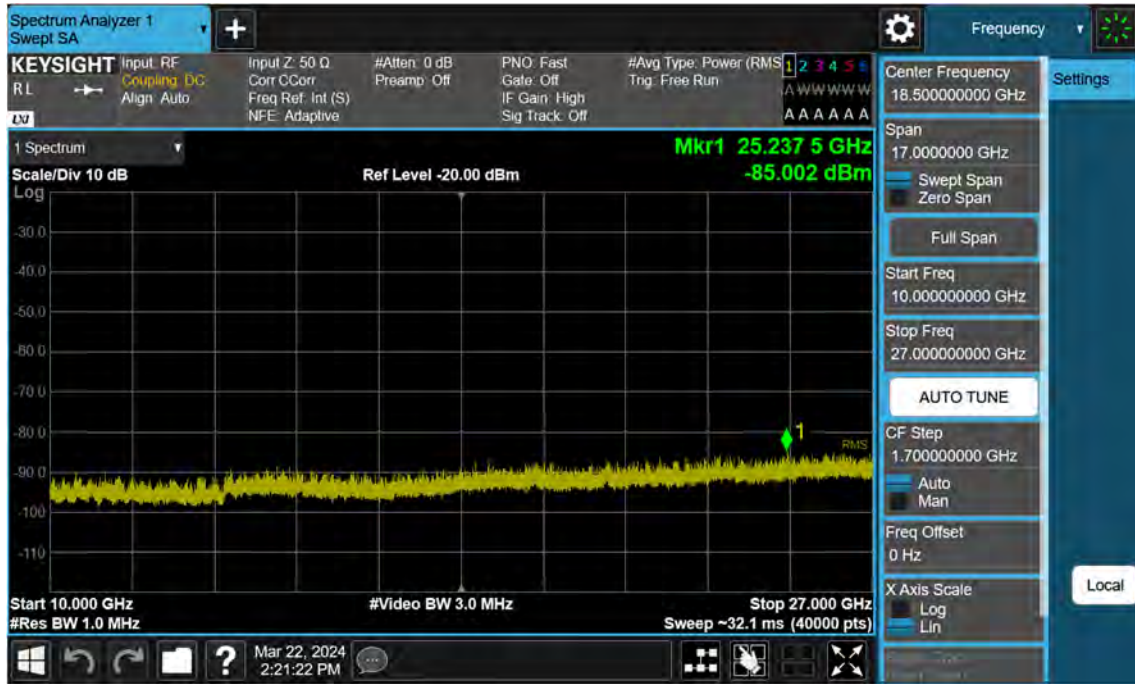 Spectrum Analyzer 1
Swept SA
+
Frequency
KEYSIGHT
RL
LXI
Input: RF
Coupling: DC
Align: Auto
Input Z: 50 Ω
Corr CCorr
Freq Ref: Int (S)
NFE: Adaptive
#Atten: 0 dB
Preamp: Off
PNO: Fast
Gate: Off
IF Gain: High
Sig Track: Off
#Avg Type: Power (RMS
Trig: Free Run
1 2 3 4 5 6
A W W W W W
A A A A A A
1 Spectrum
Mkr1 25.237 5 GHz
-85.002 dBm
Scale/Div 10 dB
Ref Level -20.00 dBm
Log
-30.0
-40.0
-50.0
-60.0
-70.0
-80.0
-90.0
-100
-110
1
RMS
Start 10.000 GHz
#Video BW 3.0 MHz
Stop 27.000 GHz
#Res BW 1.0 MHz
Sweep ~32.1 ms (40000 pts)
Mar 22, 2024
2:21:22 PM
?
Center Frequency
18.500000000 GHz
Settings
Span
17.0000000 GHz
Swept Span
Zero Span
Full Span
Start Freq
10.000000000 GHz
Stop Freq
27.000000000 GHz
AUTO TUNE
CF Step
1.700000000 GHz
Auto
Man
Freq Offset
0 Hz
X Axis Scale
Log
Lin
Local